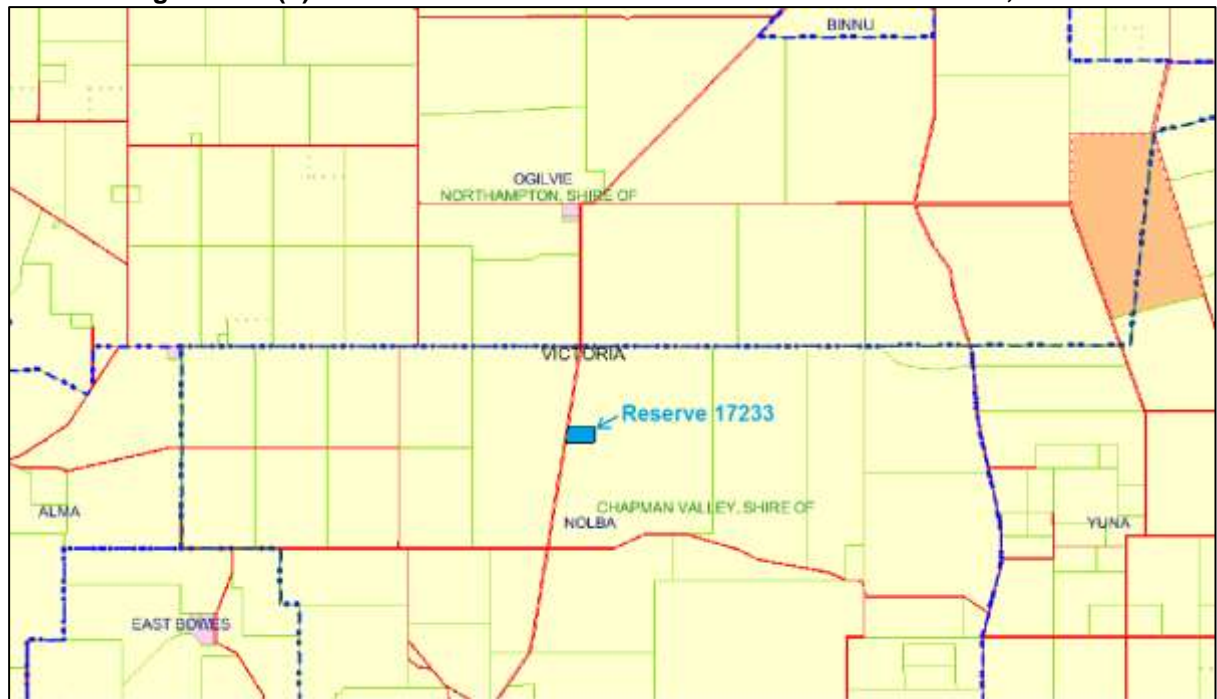 BINNU
OGILVIE
NORTHAMPTON, SHIRE OF
VICTORIA
Reserve 17233
CHAPMAN VALLEY, SHIRE OF
ALMA
NOLBA
YUNA
EAST BOWES